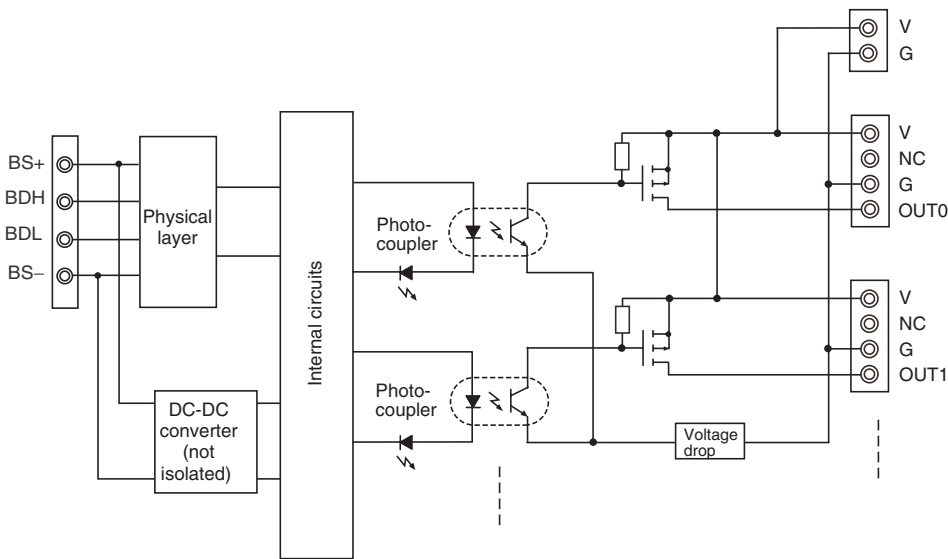 V
G
BS+
BDH
BDL
BS−
Physical
layer
Internal circuits
Photo-
coupler
V
NC
G
OUT0
DC-DC
converter
(not
isolated)
Photo-
coupler
V
NC
G
OUT1
Voltage
drop